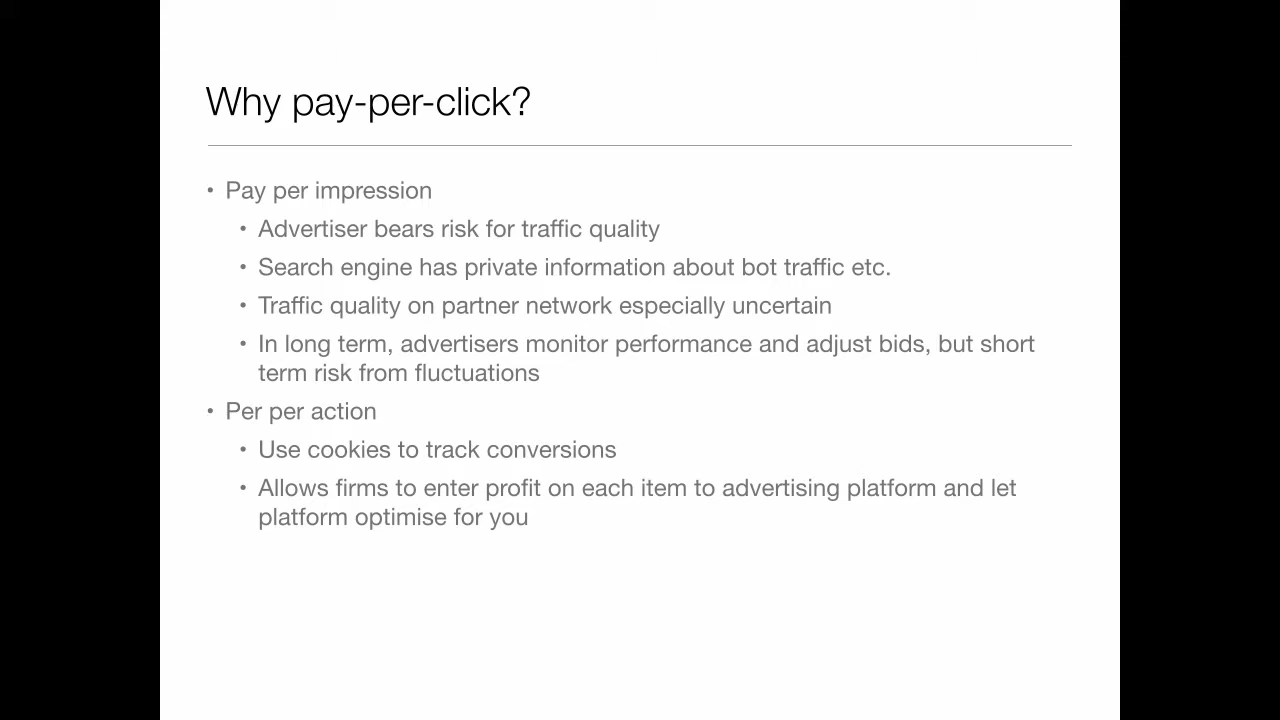 Why pay-per-click?
• Pay per impression
• Advertiser bears risk for traffic quality
• Search engine has private information about bot traffic etc.
• Traffic quality on partner network especially uncertain
• In long term, advertisers monitor performance and adjust bids, but short
term risk from fluctuations
• Per per action
• Use cookies to track conversions
• Allows firms to enter profit on each item to advertising platform and let
platform optimise for you